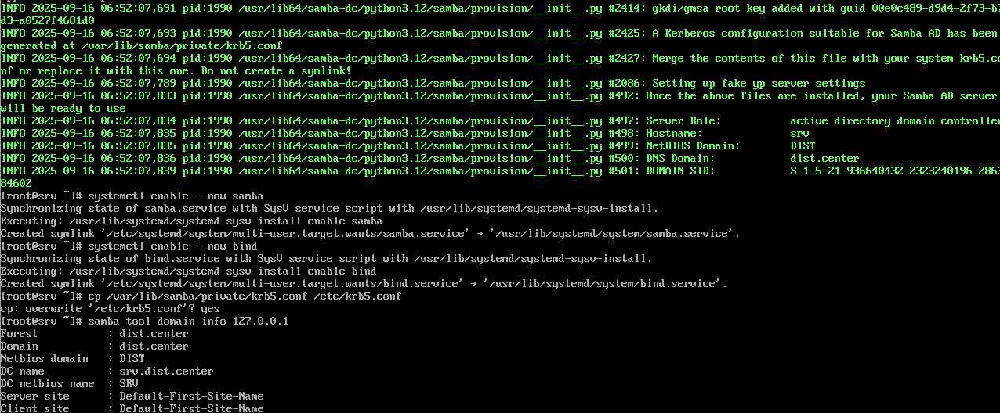 INFO 2025-09-16 06:52:07,691 pid:1990 /usr/lib64/samba-dc/python3.12/samba/provision/__init__.py #2414: gkdi/gmsa root key added with guid 00e0c489-d9d4-2f73-b7
d3-a0527f4681d0
INFO 2025-09-16 06:52:07,693 pid:1990 /usr/lib64/samba-dc/python3.12/samba/provision/__init__.py #2425: A Kerberos configuration suitable for Samba AD has been
generated at /var/lib/samba/private/krb5.conf
INFO 2025-09-16 06:52:07,694 pid:1990 /usr/lib64/samba-dc/python3.12/samba/provision/__init__.py #2427: Merge the contents of this file with your system krb5.co
nf or replace it with this one. Do not create a symlink!
INFO 2025-09-16 06:52:07,789 pid:1990 /usr/lib64/samba-dc/python3.12/samba/provision/__init__.py #2086: Setting up fake yp server settings
INFO 2025-09-16 06:52:07,833 pid:1990 /usr/lib64/samba-dc/python3.12/samba/provision/__init__.py #492: Once the above files are installed, your Samba AD server
will be ready to use
INFO 2025-09-16 06:52:07,834 pid:1990 /usr/lib64/samba-dc/python3.12/samba/provision/__init__.py #497: Server Role:           active directory domain controller
INFO 2025-09-16 06:52:07,835 pid:1990 /usr/lib64/samba-dc/python3.12/samba/provision/__init__.py #498: Hostname:              srv
INFO 2025-09-16 06:52:07,835 pid:1990 /usr/lib64/samba-dc/python3.12/samba/provision/__init__.py #499: NetBIOS Domain:        DIST
INFO 2025-09-16 06:52:07,836 pid:1990 /usr/lib64/samba-dc/python3.12/samba/provision/__init__.py #500: DNS Domain:            dist.center
INFO 2025-09-16 06:52:07,839 pid:1990 /usr/lib64/samba-dc/python3.12/samba/provision/__init__.py #501: DOMAIN SID:            S-1-5-21-936640432-2323240196-2863
84602
[root@srv ~]# systemctl enable --now samba
Synchronizing state of samba.service with SysV service script with /usr/lib/systemd/systemd-sysv-install.
Executing: /usr/lib/systemd/systemd-sysv-install enable samba
Created symlink '/etc/systemd/system/multi-user.target.wants/samba.service' → '/usr/lib/systemd/system/samba.service'.
[root@srv ~]# systemctl enable --now bind
Synchronizing state of bind.service with SysV service script with /usr/lib/systemd/systemd-sysv-install.
Executing: /usr/lib/systemd/systemd-sysv-install enable bind
Created symlink '/etc/systemd/system/multi-user.target.wants/bind.service' → '/usr/lib/systemd/system/bind.service'.
[root@srv ~]# cp /var/lib/samba/private/krb5.conf /etc/krb5.conf
cp: overwrite '/etc/krb5.conf'? yes
[root@srv ~]# samba-tool domain info 127.0.0.1
Forest           : dist.center
Domain           : dist.center
Netbios domain   : DIST
DC name          : srv.dist.center
DC netbios name  : SRV
Server site      : Default-First-Site-Name
Client site      : Default-First-Site-Name